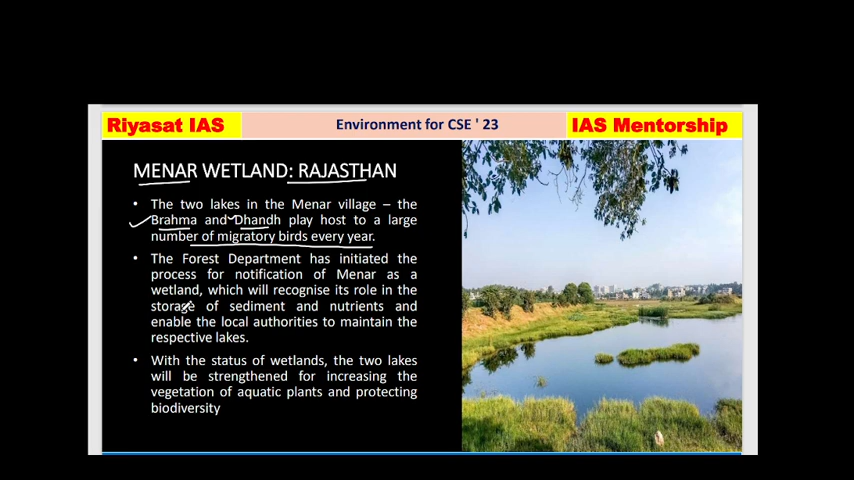 Riyasat IAS
Environment for CSE ' 23
IAS Mentorship
MENAR WETLAND: RAJASTHAN
• The two lakes in the Menar village – the
Brahma and Dhandh play host to a large
number of migratory birds every year.
• The Forest Department has initiated the
process for notification of Menar as a
wetland, which will recognise its role in the
storage of sediment and nutrients and
enable the local authorities to maintain the
respective lakes.
• With the status of wetlands, the two lakes
will be strengthened for increasing the
vegetation of aquatic plants and protecting
biodiversity